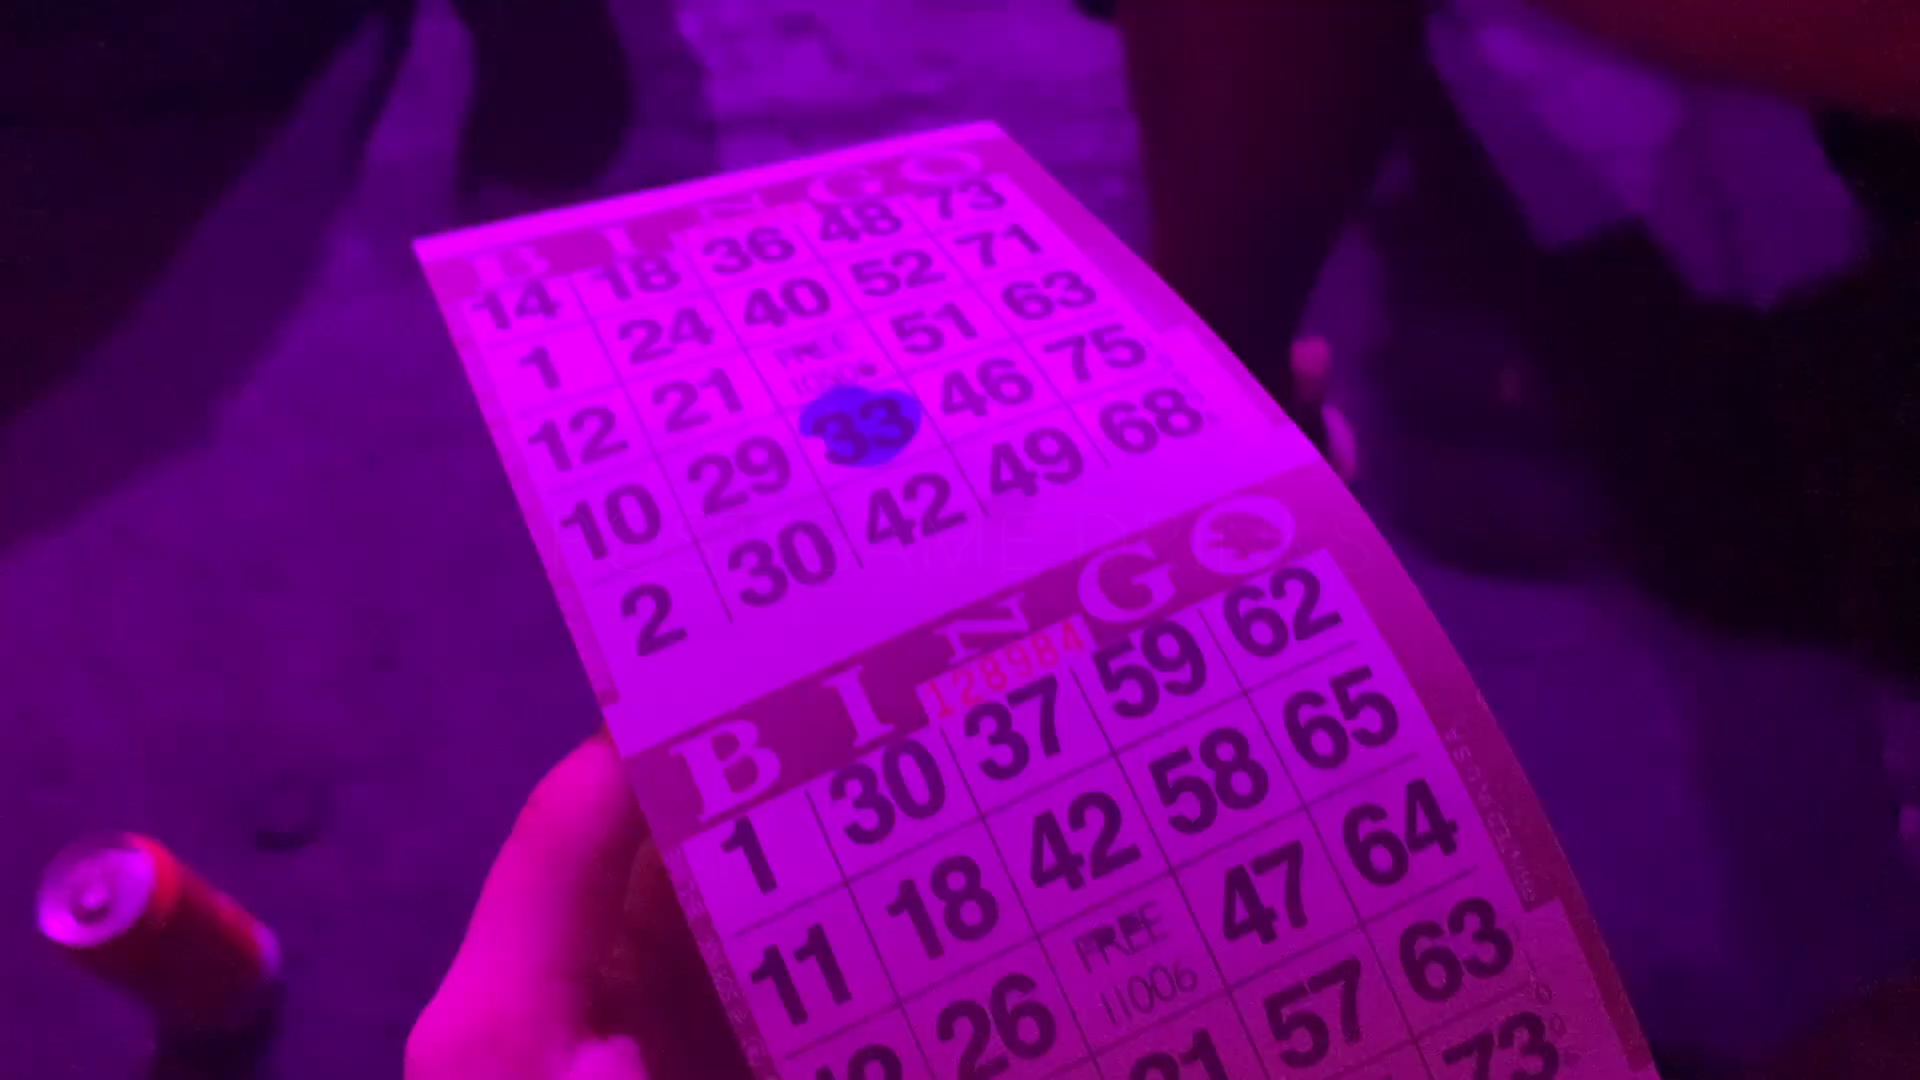 B I N G O
14 18 36 48 73
1 24 40 52 71
12 21 FREE 51 63
10 29 33 46 75
2 30 42 49 68
B I N G O
128984
1 30 37 59 62
11 18 42 58 65
26 FREE 11006 47 64
57 63
73